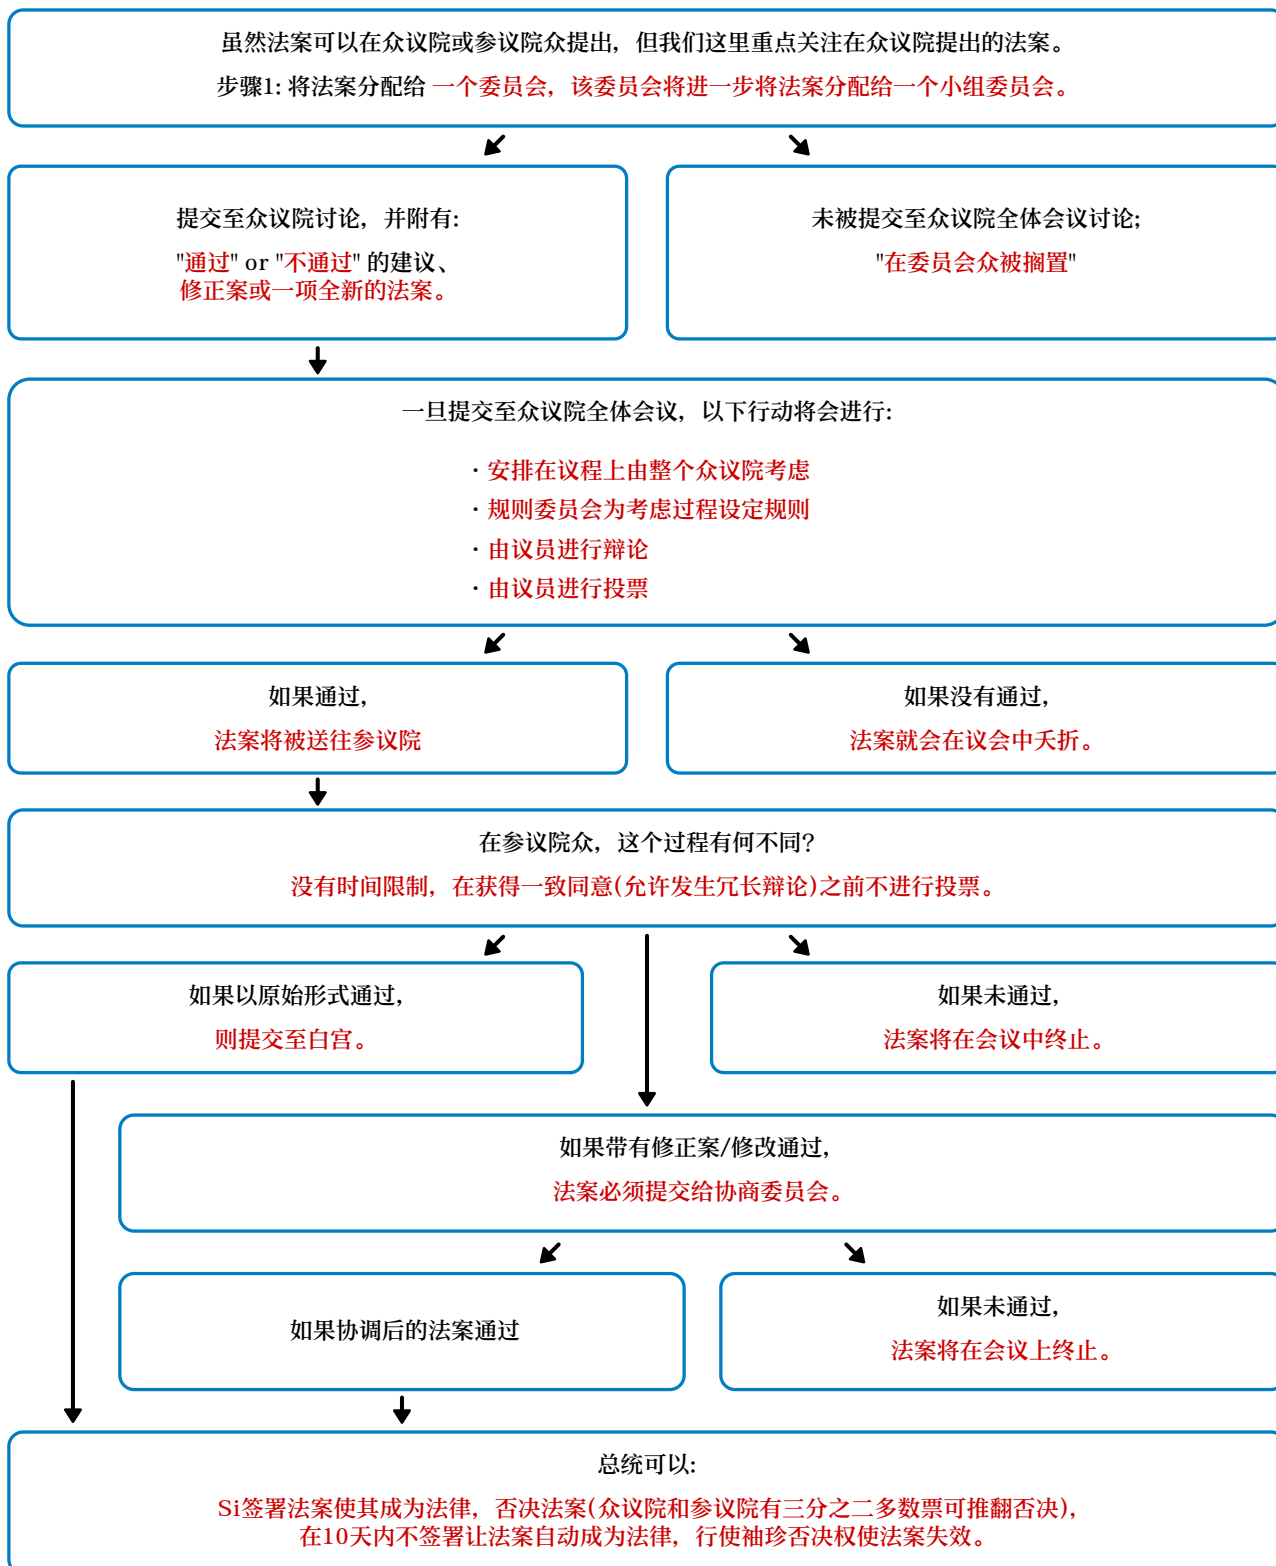 虽然法案可以在众议院或参议院众提出，但我们这里重点关注在众议院提出的法案。
步骤1: 将法案分配给 一个委员会，该委员会将进一步将法案分配给一个小组委员会。
提交至众议院讨论，并附有:
"通过" or "不通过" 的建议、
修正案或一项全新的法案。
未被提交至众议院全体会议讨论;
"在委员会众被搁置"
一旦提交至众议院全体会议，以下行动将会进行:
· 安排在议程上由整个众议院考虑
· 规则委员会为考虑过程设定规则
· 由议员进行辩论
· 由议员进行投票
如果通过，
法案将被送往参议院
如果没有通过，
法案就会在议会中夭折。
在参议院众，这个过程有何不同?
没有时间限制，在获得一致同意(允许发生冗长辩论)之前不进行投票。
如果以原始形式通过，
则提交至白宫。
如果未通过，
法案将在会议中终止。
如果带有修正案/修改通过，
法案必须提交给协商委员会。
如果协调后的法案通过
如果未通过，
法案将在会议上终止。
总统可以:
Si签署法案使其成为法律，否决法案(众议院和参议院有三分之二多数票可推翻否决)，
在10天内不签署让法案自动成为法律，行使袖珍否决权使法案失效。